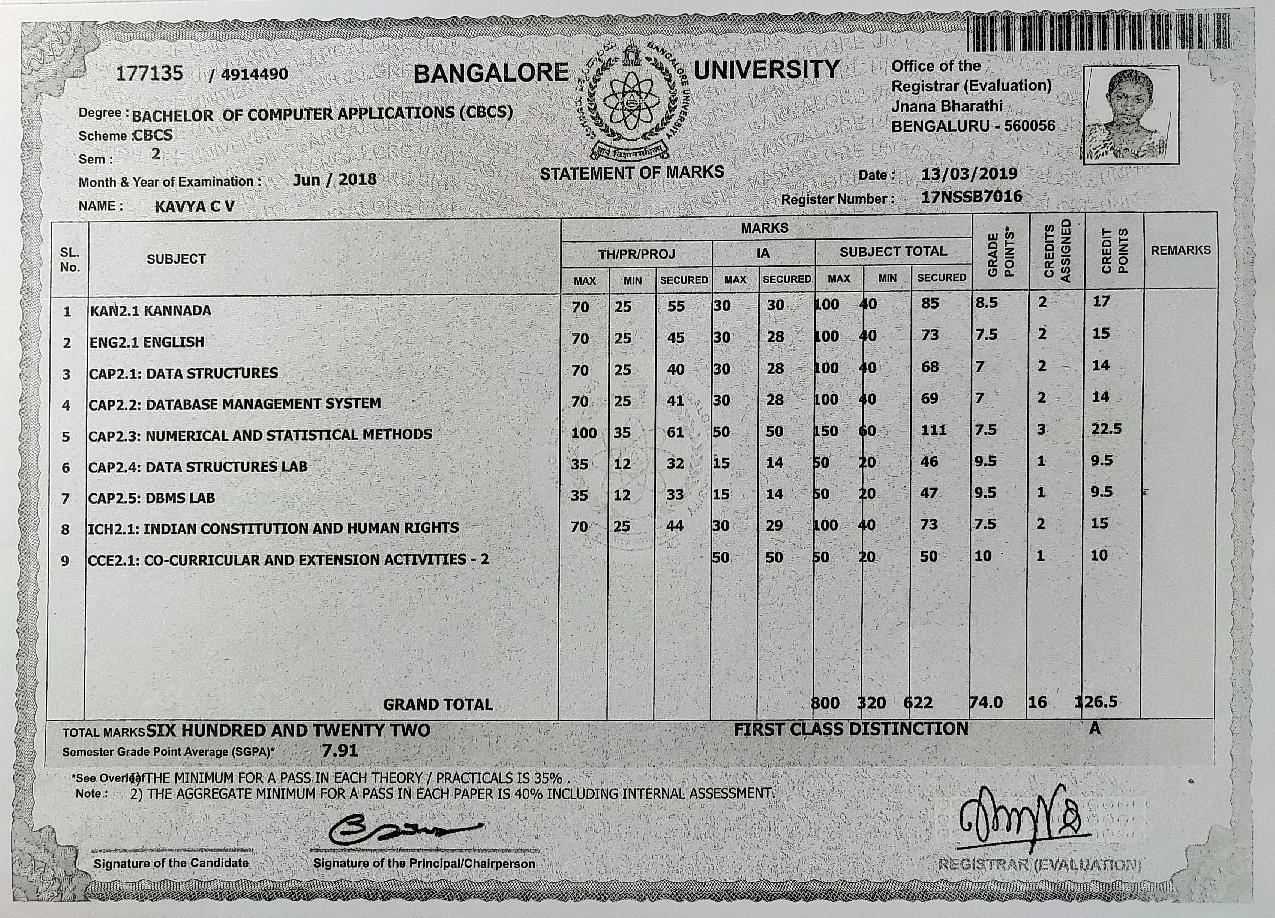 177135 / 4914490
BANGALORE UNIVERSITY
Office of the
Registrar (Evaluation)
Jnana Bharathi
BENGALURU - 560056
Degree : BACHELOR OF COMPUTER APPLICATIONS (CBCS)
Scheme :CBCS
Sem : 2
STATEMENT OF MARKS
Month & Year of Examination : Jun / 2018
Date : 13/03/2019
NAME : KAVYA C V
Register Number : 17NSSB7016
SL. No. SUBJECT MARKS GRADE POINTS* CREDITS ASSIGNED CREDIT POINTS REMARKS
TH/PR/PROJ IA SUBJECT TOTAL
MAX MIN SECURED MAX SECURED MAX MIN SECURED
1 KAN2.1 KANNADA 70 25 55 30 30 100 40 85 8.5 2 17
2 ENG2.1 ENGLISH 70 25 45 30 28 100 40 73 7.5 2 15
3 CAP2.1: DATA STRUCTURES 70 25 40 30 28 100 40 68 7 2 14
4 CAP2.2: DATABASE MANAGEMENT SYSTEM 70 25 41 30 28 100 40 69 7 2 14
5 CAP2.3: NUMERICAL AND STATISTICAL METHODS 100 35 61 50 50 150 60 111 7.5 3 22.5
6 CAP2.4: DATA STRUCTURES LAB 35 12 32 15 14 50 20 46 9.5 1 9.5
7 CAP2.5: DBMS LAB 35 12 33 15 14 50 20 47 9.5 1 9.5
8 ICH2.1: INDIAN CONSTITUTION AND HUMAN RIGHTS 70 25 44 30 29 100 40 73 7.5 2 15
9 CCE2.1: CO-CURRICULAR AND EXTENSION ACTIVITIES - 2 50 50 50 20 50 10 1 10
GRAND TOTAL 800 320 622 74.0 16 126.5
TOTAL MARKS SIX HUNDRED AND TWENTY TWO FIRST CLASS DISTINCTION A
Semester Grade Point Average (SGPA)* 7.91
*See Overleaf 1) THE MINIMUM FOR A PASS IN EACH THEORY / PRACTICALS IS 35% .
Note : 2) THE AGGREGATE MINIMUM FOR A PASS IN EACH PAPER IS 40% INCLUDING INTERNAL ASSESSMENT.
Signature of the Candidate
Signature of the Principal/Chairperson
REGISTRAR (EVALUATION)